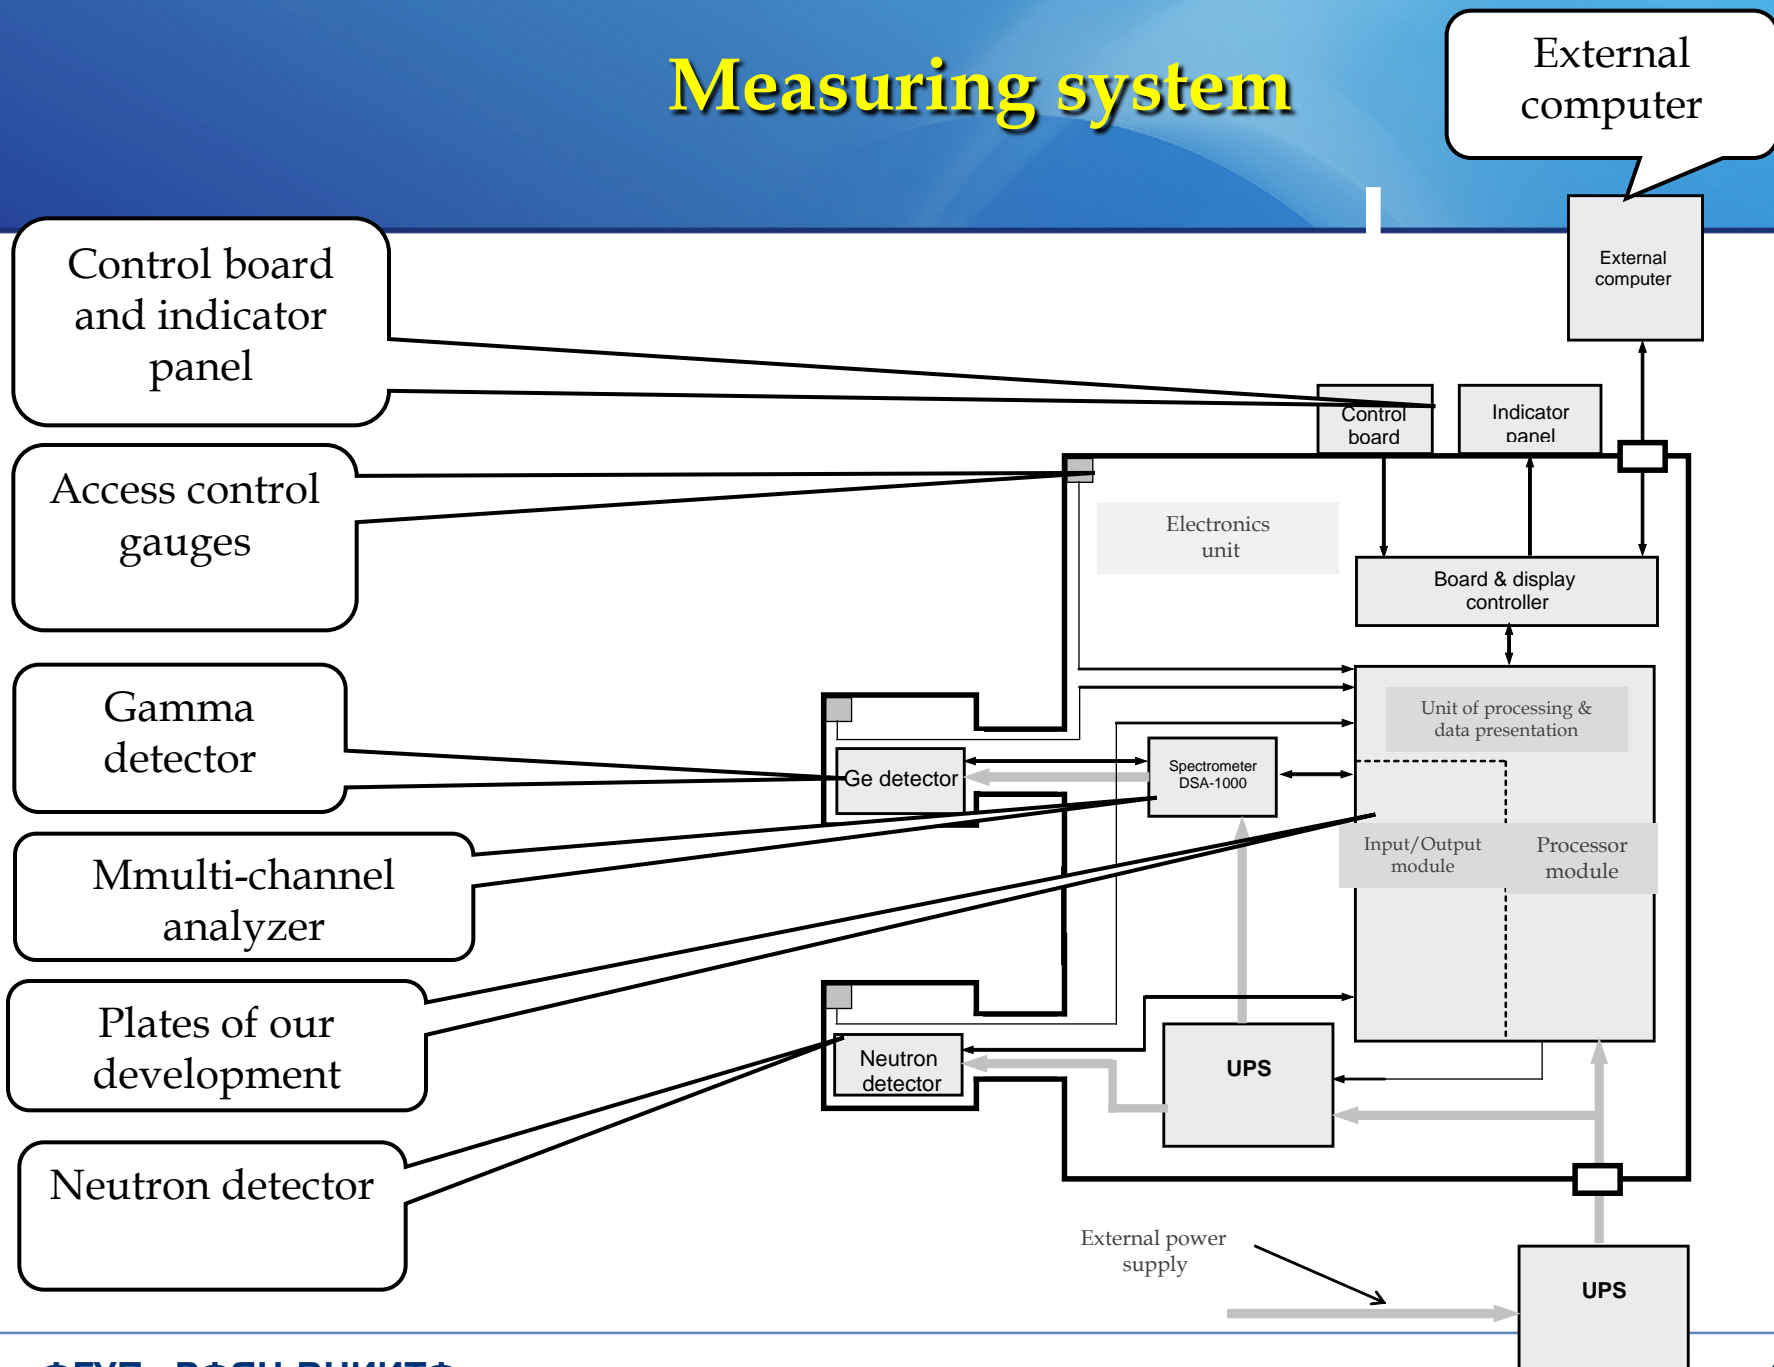 Measuring system
External
computer
External
computer
Control board
and indicator
panel
Control
board
Indicator
panel
Access control
gauges
Electronics
unit
Board & display
controller
Gamma
detector
Unit of processing &
data presentation
Ge detector
Spectrometer
DSA-1000
Input/Output
module
Processor
module
Mmulti-channel
analyzer
Plates of our
development
Neutron
detector
UPS
Neutron detector
External power
supply
UPS